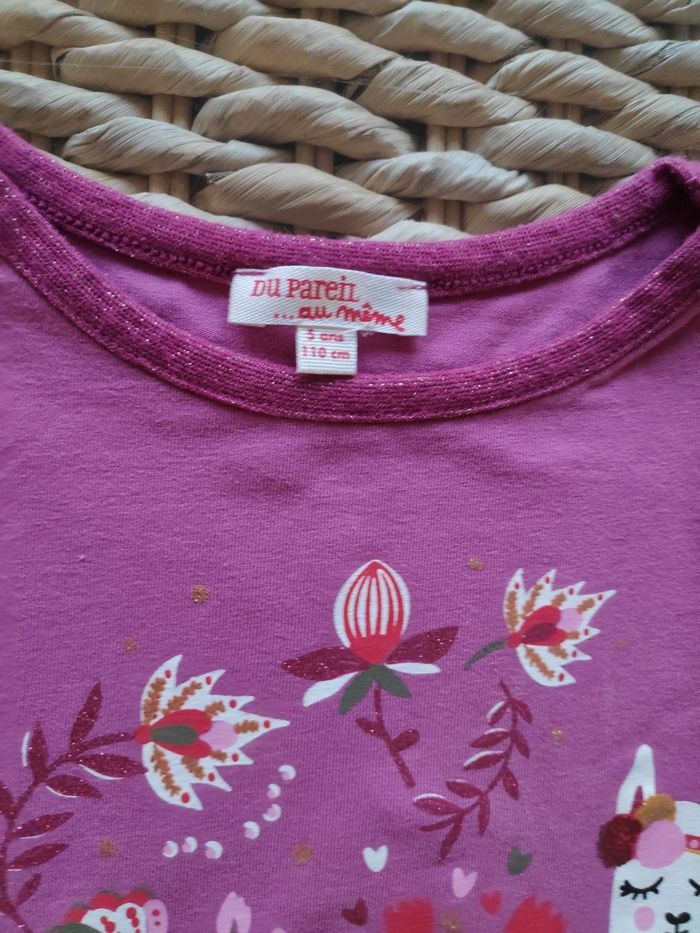 DU PAREIL
...au même
5 ans
110 cm